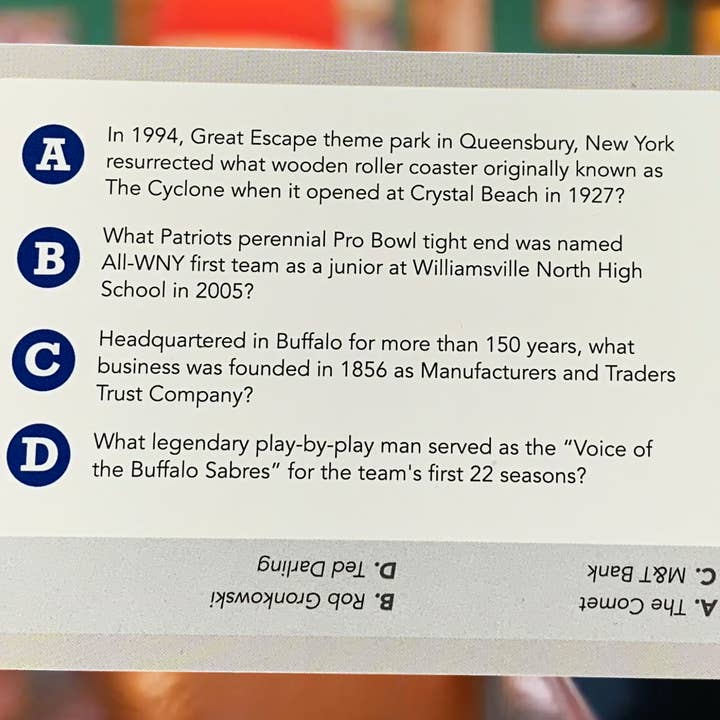 A
In 1994, Great Escape theme park in Queensbury, New York
resurrected what wooden roller coaster originally known as
The Cyclone when it opened at Crystal Beach in 1927?
B
What Patriots perennial Pro Bowl tight end was named
All-WNY first team as a junior at Williamsville North High
School in 2005?
C
Headquartered in Buffalo for more than 150 years, what
business was founded in 1856 as Manufacturers and Traders
Trust Company?
D
What legendary play-by-play man served as the “Voice of
the Buffalo Sabres” for the team's first 22 seasons?
A. The Comet
B. Rob Gronkowski
C. M&T Bank
D. Ted Darling